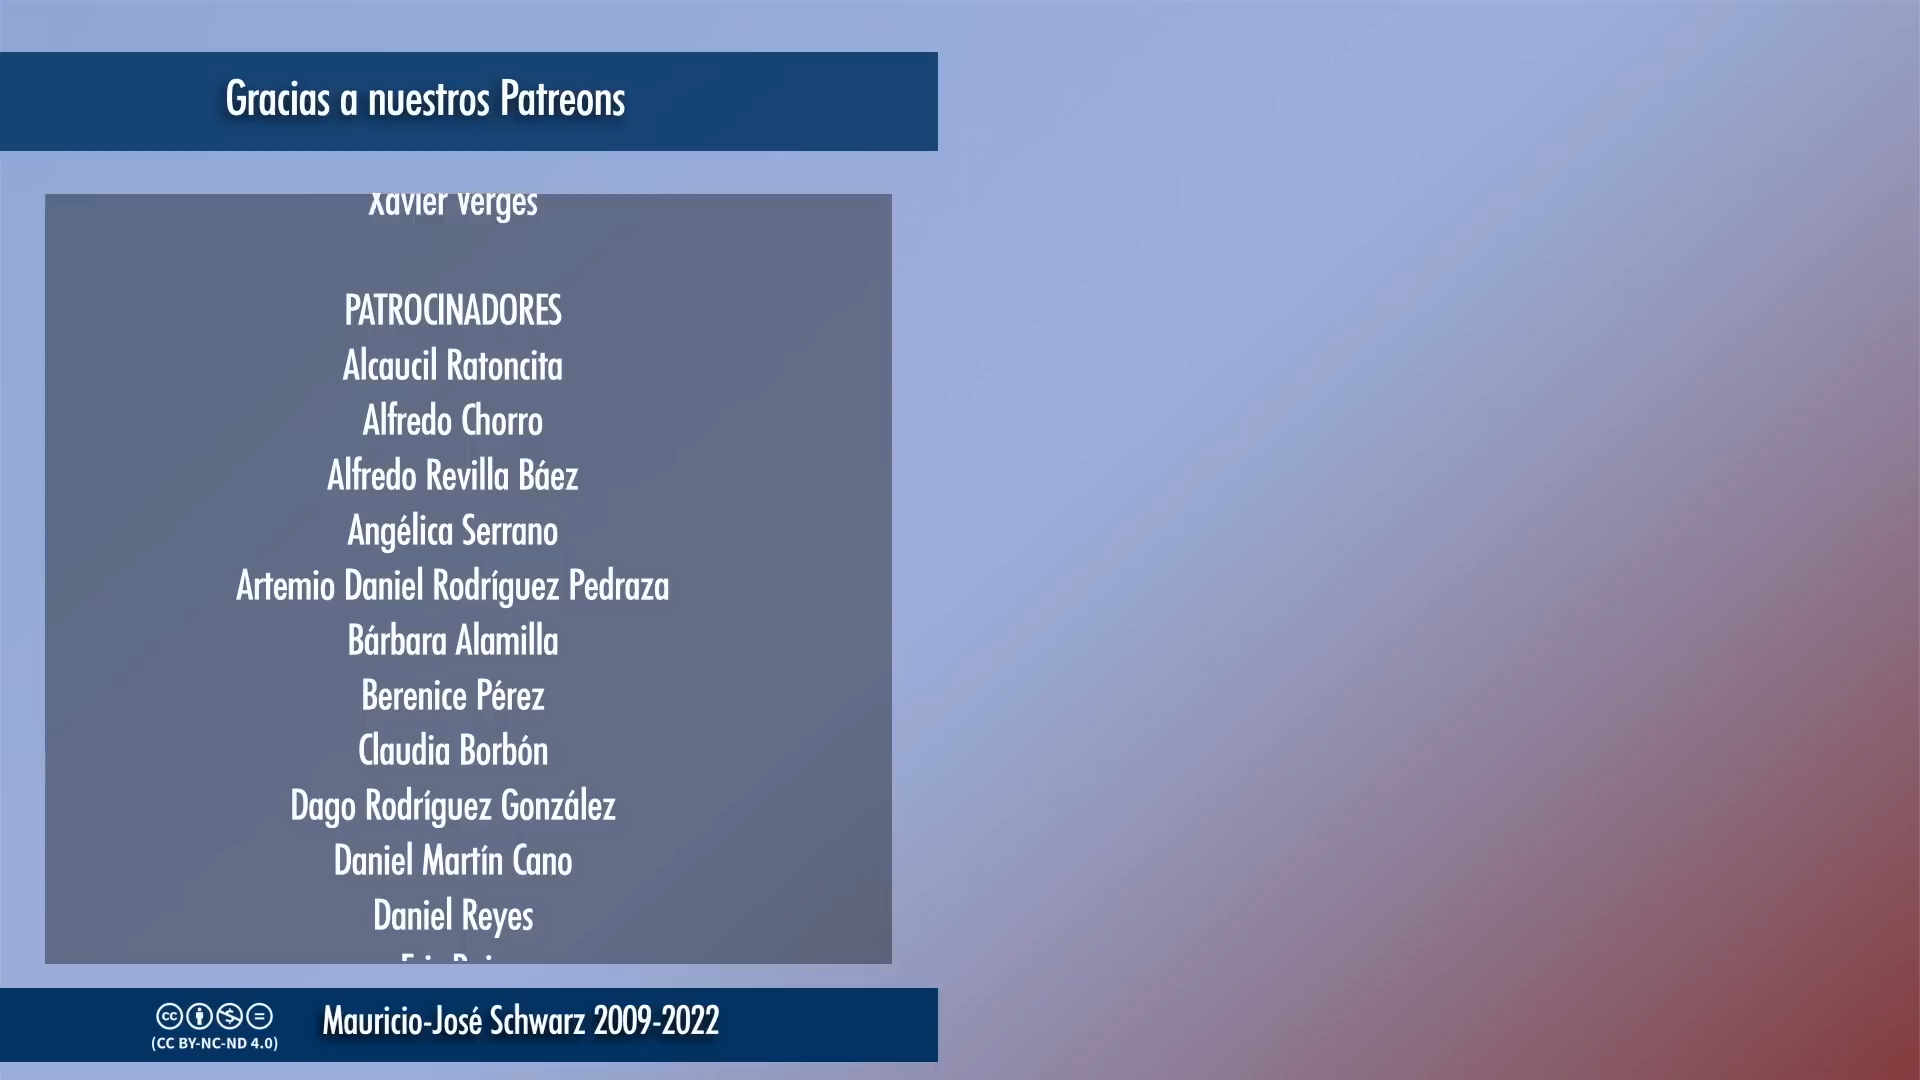 Gracias a nuestros Patreons
Xavier Verges
PATROCINADORES
Alcaucil Ratoncita
Alfredo Chorro
Alfredo Revilla Báez
Angélica Serrano
Artemio Daniel Rodríguez Pedraza
Bárbara Alamilla
Berenice Pérez
Claudia Borbón
Dago Rodríguez González
Daniel Martín Cano
Daniel Reyes
(CC BY-NC-ND 4.0)
Mauricio-José Schwarz 2009-2022